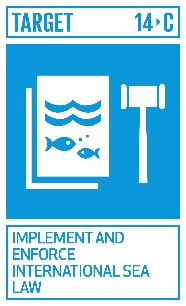 TARGET 14▸C
IMPLEMENT AND
ENFORCE
INTERNATIONAL SEA
LAW